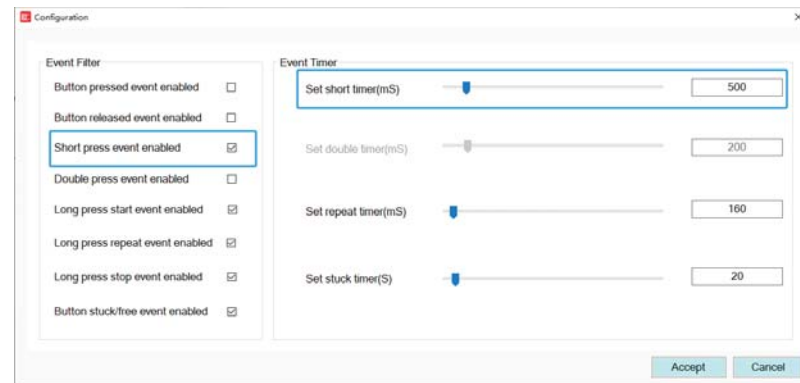 Configuration
Event Filter
Button pressed event enabled
Button released event enabled
Short press event enabled
Double press event enabled
Long press start event enabled
Long press repeat event enabled
Long press stop event enabled
Button stuck/free event enabled
Event Timer
Set short timer(mS) 500
Set double timer(mS) 200
Set repeat timer(mS) 160
Set stuck timer(S) 20
Accept Cancel